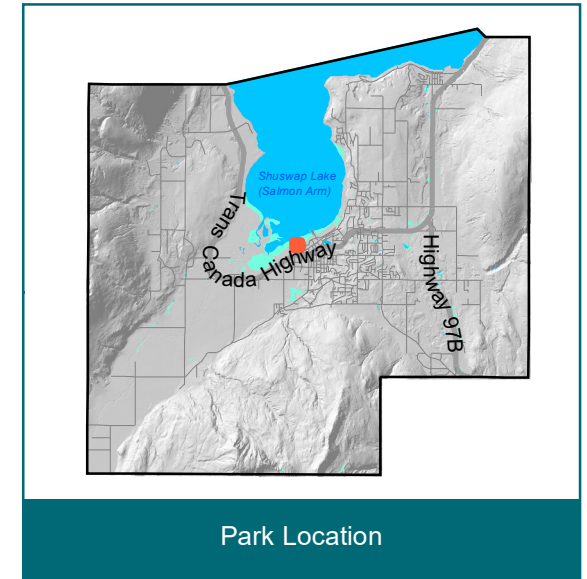 Shuswap Lake
(Salmon Arm)
Trans Canada Highway
Highway 97B
Park Location